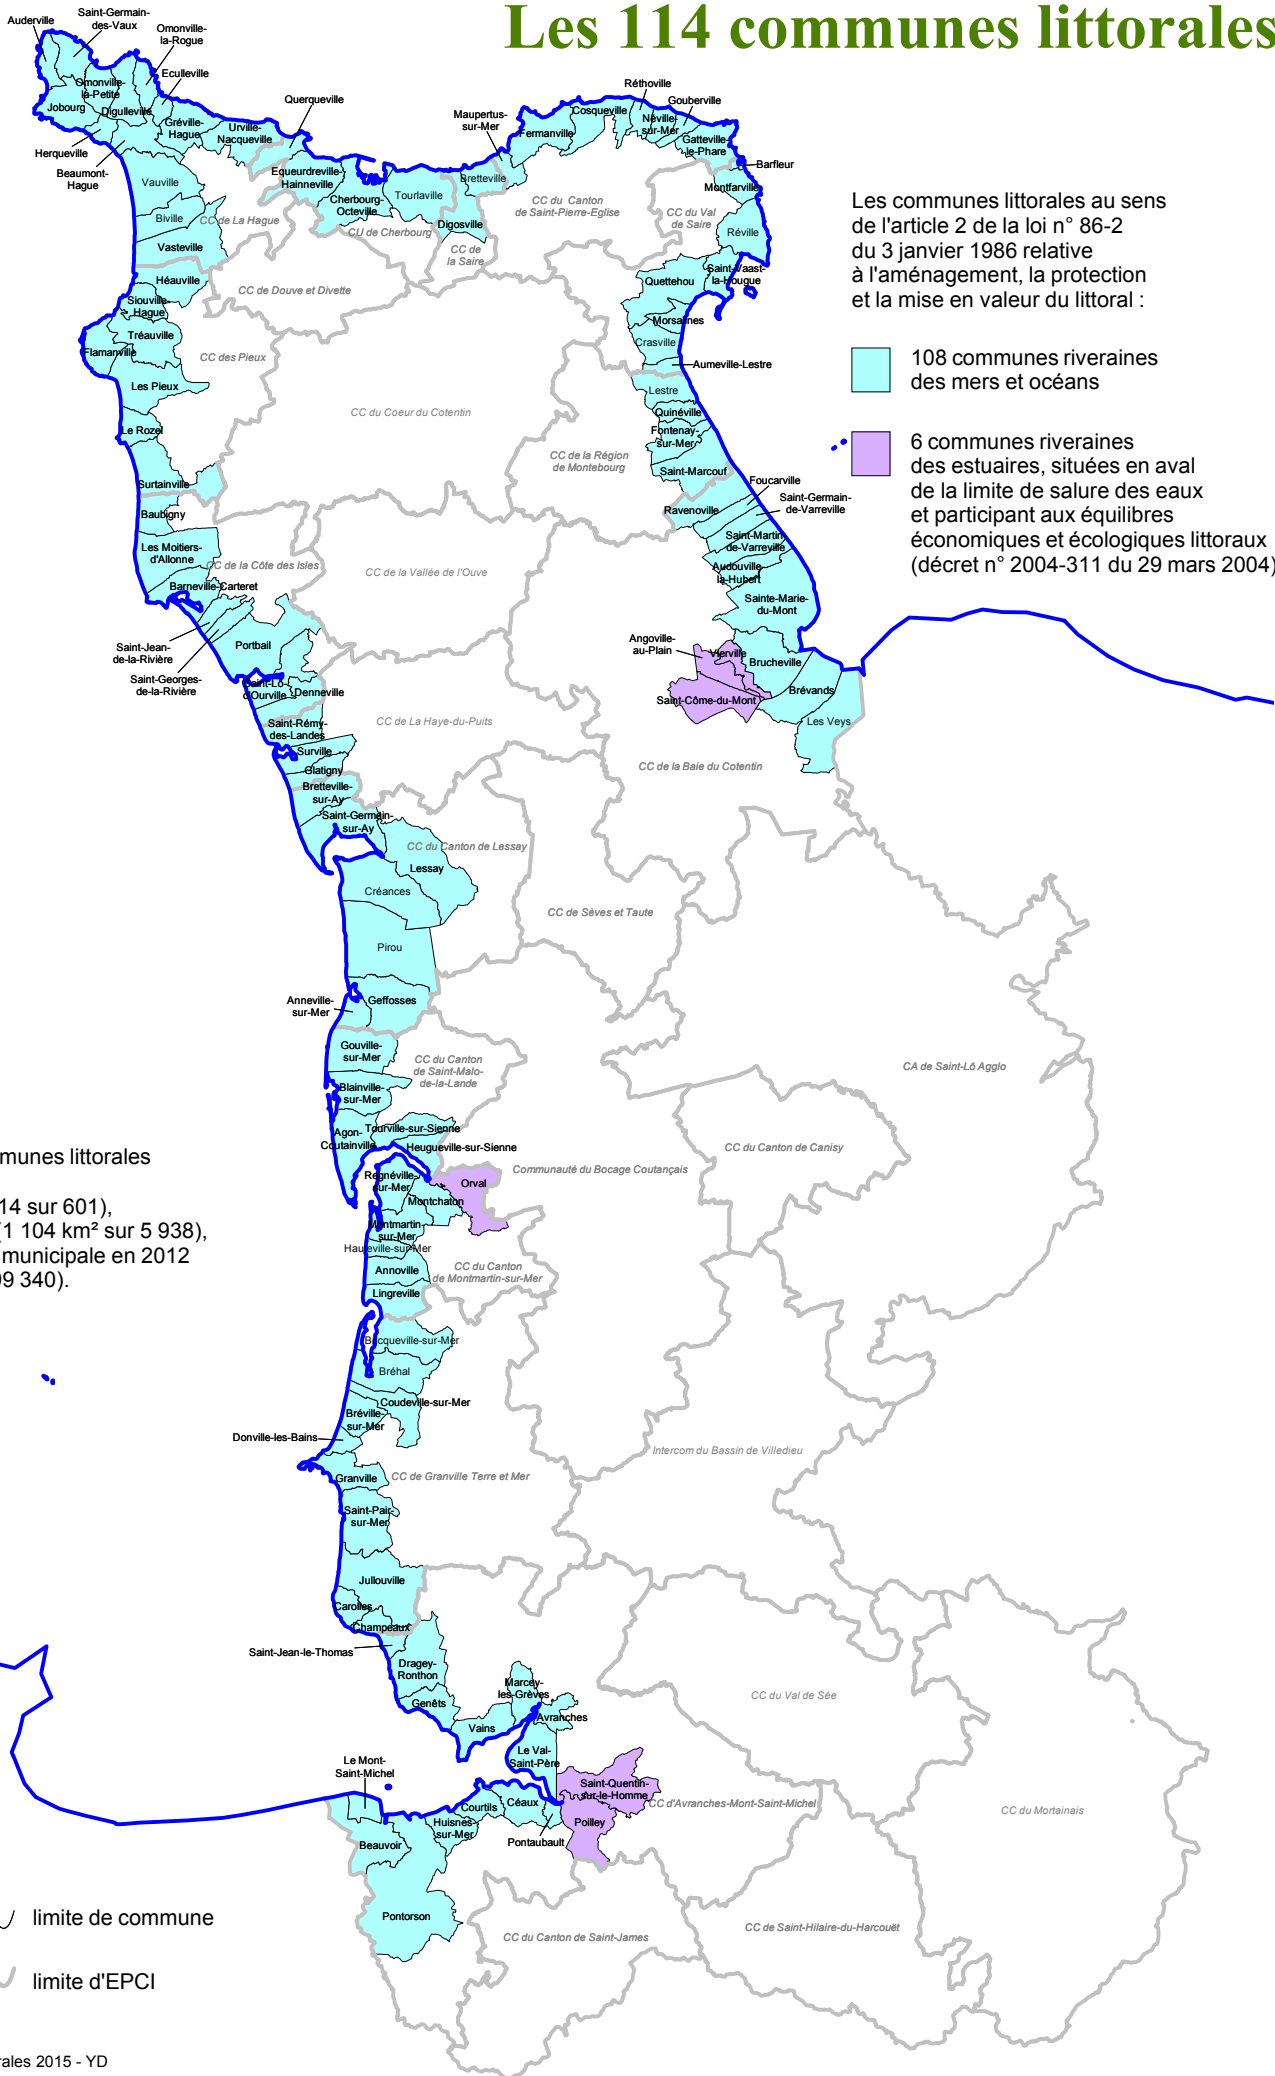 Les 114 communes littorales
Auderville
Saint-Germain-
des-Vaux
Omonville-
la-Rogue
Eculleville
Omonville-
la-Petite
Jobourg
Digulleville
Herqueville
Beaumont-
Hague
Gréville-
Hague
Urville-
Nacqueville
Querqueville
Equeurdreville-
Hainneville
Cherbourg-
Octeville
Tourlaville
Digosville
Bretteville
Maupertus-
sur-Mer
Fermanville
Cosqueville
Réthoville
Néville-
sur-Mer
Gouberville
Gatteville-
le-Phare
Barfleur
Montfarville
Réville
Saint-Vaast-
la-Hougue
Quettehou
Morsalines
Crasville
Aumeville-Lestre
Lestre
Quinéville
Fontenay-
sur-Mer
Saint-Marcouf
Foucarville
Ravenoville
Saint-Germain-
de-Varreville
Saint-Martin-
de-Varreville
Audouville-
la-Hubert
Sainte-Marie-
du-Mont
Angoville-
au-Plain
Vierville
Brucheville
Saint-Côme-du-Mont
Brévands
Les Veys
Vauville
Biville
Vasteville
Héauville
Siouville-
Hague
Tréauville
Flamanville
Les Pieux
Le Rozel
Surtainville
Baubigny
Les Moitiers-
d'Allonne
Barneville-Carteret
Saint-Jean-
de-la-Rivière
Saint-Georges-
de-la-Rivière
Portbail
Saint-Lô-
d'Ourville
Denneville
Saint-Rémy-
des-Landes
Surville
Glatigny
Bretteville-
sur-Ay
Saint-Germain-
sur-Ay
Lessay
Créances
Pirou
Anneville-
sur-Mer
Geffosses
Gouville-
sur-Mer
Blainville-
sur-Mer
Agon-
Coutainville
Tourville-sur-Sienne
Heugueville-sur-Sienne
Regnéville-
sur-Mer
Orval
Montchaton
Montmartin-
sur-Mer
Hauteville-sur-Mer
Annoville
Lingreville
Bricqueville-sur-Mer
Bréhal
Coudeville-sur-Mer
Bréville-
sur-Mer
Donville-les-Bains
Granville
Saint-Pair-
sur-Mer
Jullouville
Carolles
Champeaux
Saint-Jean-le-Thomas
Dragey-
Ronthon
Genêts
Vains
Marcey-
les-Grèves
Avranches
Le Val-
Saint-Père
Saint-Quentin-
sur-le-Homme
Poilley
Pontaubault
Céaux
Courtils
Huisnes-
sur-Mer
Le Mont-
Saint-Michel
Beauvoir
Pontorson
CC de La Hague
CU de Cherbourg
CC de
la Saire
CC du Canton
de Saint-Pierre-Eglise
CC du Val
de Saire
CC de Douve et Divette
CC des Pieux
CC du Coeur du Cotentin
CC de la Région
de Montebourg
CC de la Côte des Isles
CC de la Vallée de l'Ouve
CC de La Haye-du-Puits
CC de la Baie du Cotentin
CC du Canton de Lessay
CC de Sèves et Taute
CC du Canton
de Saint-Malo-
de-la-Lande
CA de Saint-Lô Agglo
CC du Canton de Canisy
Communauté du Bocage Coutançais
CC du Canton
de Montmartin-sur-Mer
Intercom du Bassin de Villedieu
CC de Granville Terre et Mer
CC du Val de Sée
CC d'Avranches-Mont-Saint-Michel
CC du Mortainais
CC de Saint-Hilaire-du-Harcouët
CC du Canton de Saint-James
Les communes littorales au sens
de l'article 2 de la loi n° 86-2
du 3 janvier 1986 relative
à l'aménagement, la protection
et la mise en valeur du littoral :
108 communes riveraines
des mers et océans
6 communes riveraines
des estuaires, situées en aval
de la limite de salure des eaux
et participant aux équilibres
économiques et écologiques littoraux
(décret n° 2004-311 du 29 mars 2004)
munes littorales
14 sur 601),
(1 104 km² sur 5 938),
municipale en 2012
99 340).
limite de commune
limite d'EPCI
rales 2015 - YD